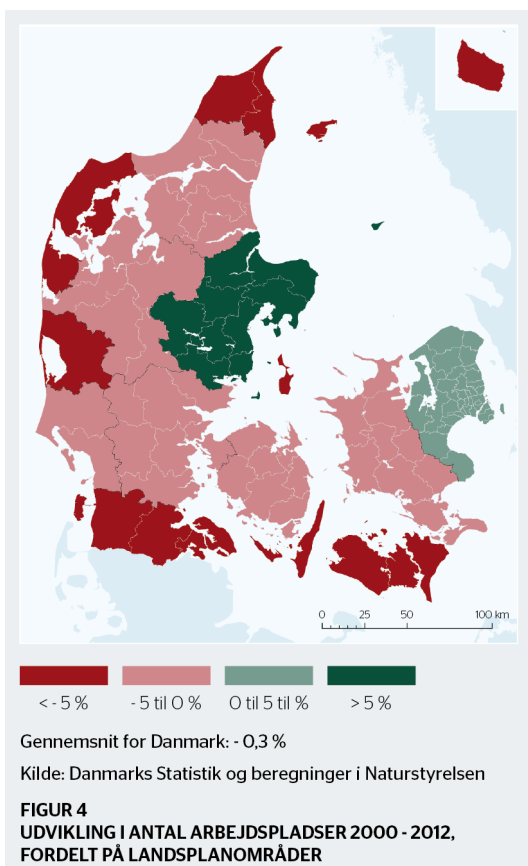 0 25 50 100 km
< - 5 % - 5 til 0 % 0 til 5 til % > 5 %
Gennemsnit for Danmark: - 0,3 %
Kilde: Danmarks Statistik og beregninger i Naturstyrelsen
FIGUR 4
UDVIKLING I ANTAL ARBEJDSPLADSER 2000 - 2012,
FORDELT PÅ LANDSPLANOMRÅDER